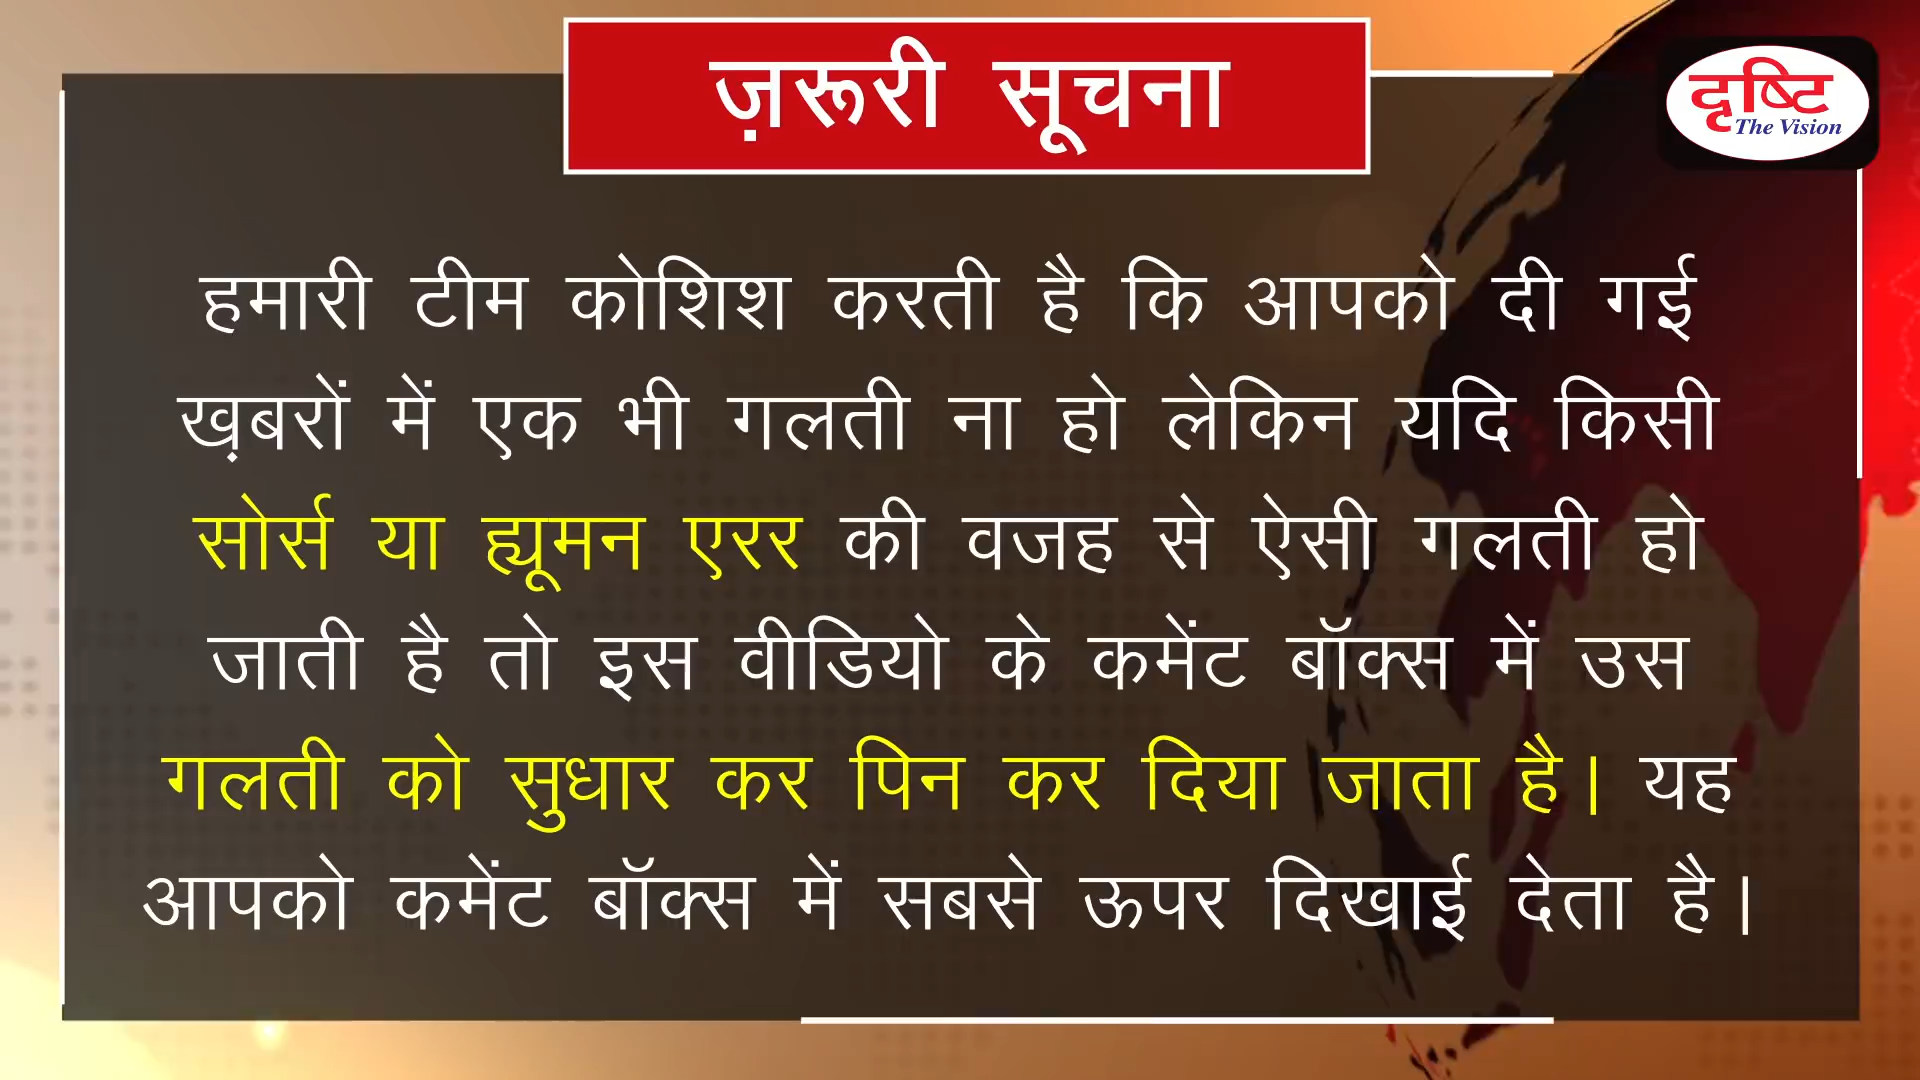 ज़रूरी सूचना
दृष्टि
The Vision
हमारी टीम कोशिश करती है कि आपको दी गई
ख़बरों में एक भी गलती ना हो लेकिन यदि किसी
सोर्स या ह्यूमन एरर की वजह से ऐसी गलती हो
जाती है तो इस वीडियो के कमेंट बॉक्स में उस
गलती को सुधार कर पिन कर दिया जाता है। यह
आपको कमेंट बॉक्स में सबसे ऊपर दिखाई देता है।